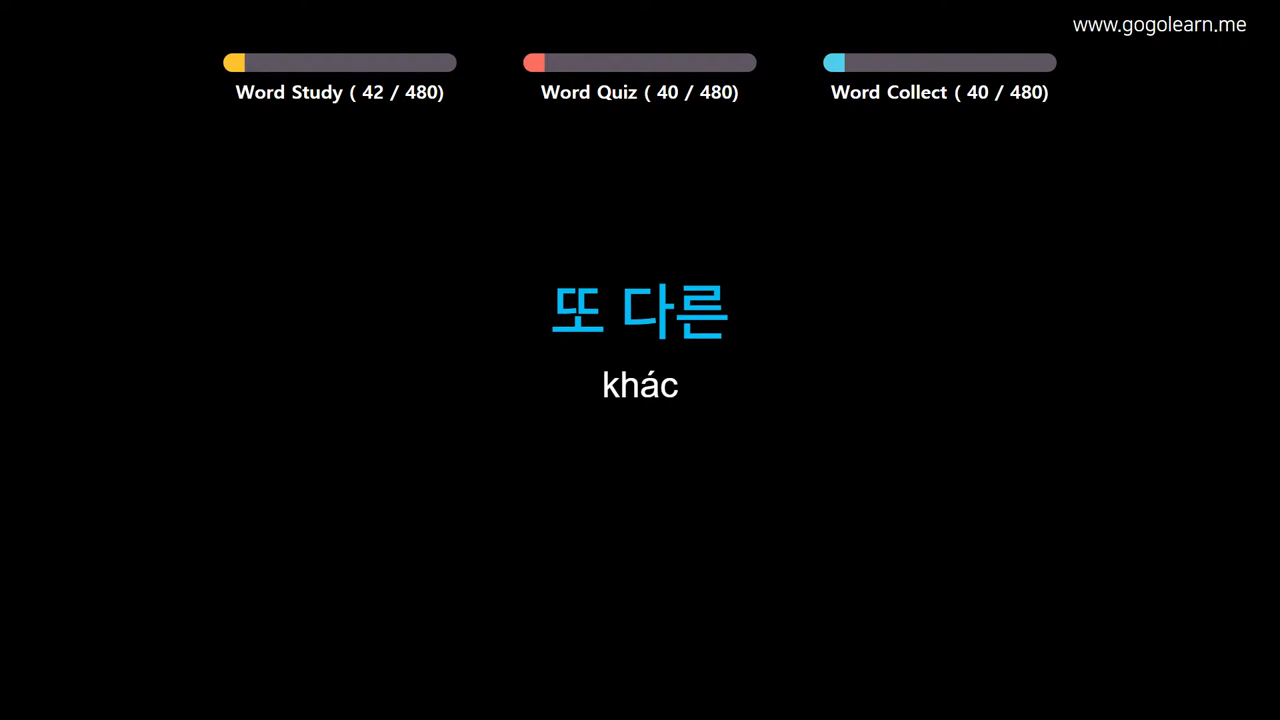 www.gogolearn.me
Word Study ( 42 / 480)
Word Quiz ( 40 / 480)
Word Collect ( 40 / 480)
또 다른
khác